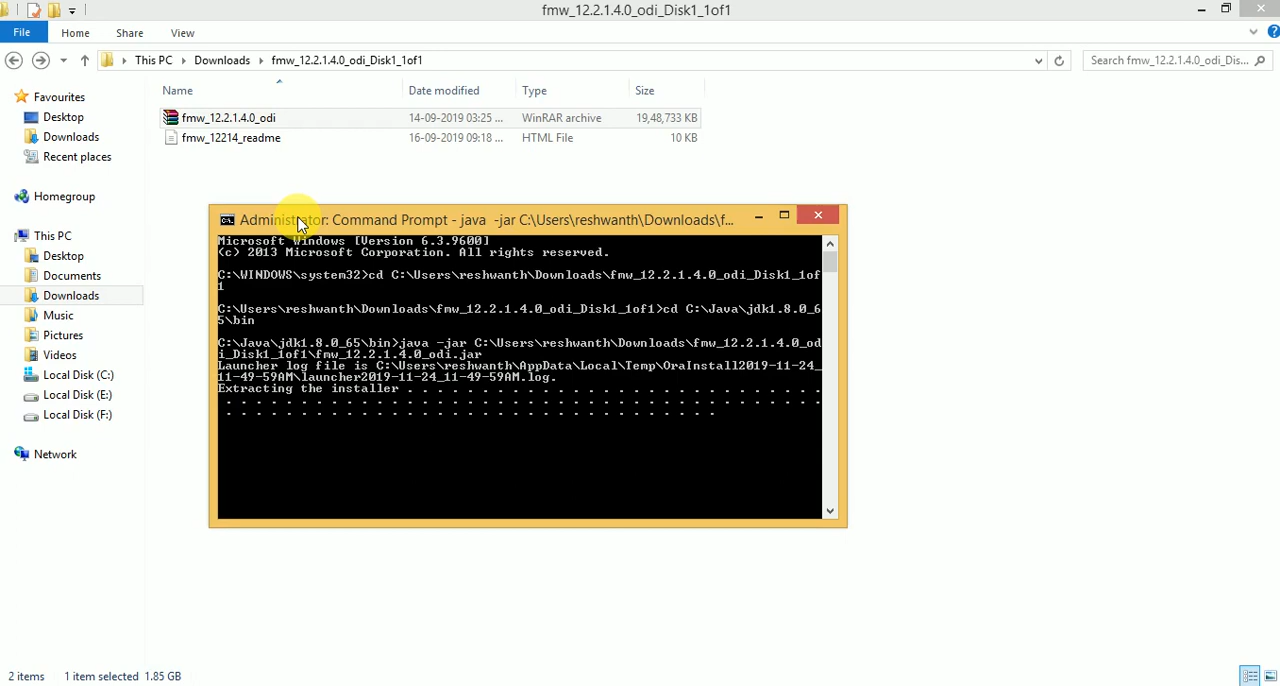 fmw_12.2.1.4.0_odi_Disk1_1of1
File Home Share View
This PC Downloads fmw_12.2.1.4.0_odi_Disk1_1of1 Search fmw_12.2.1.4.0_odi_Dis...
Name Date modified Type Size
fmw_12.2.1.4.0_odi 14-09-2019 03:25 ... WinRAR archive 19,48,733 KB
fmw_12214_readme 16-09-2019 09:18 ... HTML File 10 KB
Favourites
Desktop
Downloads
Recent places
Homegroup
This PC
Desktop
Documents
Downloads
Music
Pictures
Videos
Local Disk (C:)
Local Disk (E:)
Local Disk (F:)
Network
Administrator: Command Prompt - java  -jar C:\Users\reshwanth\Downloads\f...
Microsoft Windows [Version 6.3.9600]
(c) 2013 Microsoft Corporation. All rights reserved.
C:\WINDOWS\system32>cd C:\Users\reshwanth\Downloads\fmw_12.2.1.4.0_odi_Disk1_1of
1
C:\Users\reshwanth\Downloads\fmw_12.2.1.4.0_odi_Disk1_1of1>cd C:\Java\jdk1.8.0_6
5\bin
C:\Java\jdk1.8.0_65\bin>java -jar C:\Users\reshwanth\Downloads\fmw_12.2.1.4.0_od
i_Disk1_1of1\fmw_12.2.1.4.0_odi.jar
Launcher log file is C:\Users\reshwanth\AppData\Local\Temp\OraInstall2019-11-24_
11-49-59AM\launcher2019-11-24_11-49-59AM.log.
Extracting the installer . . . . . . . . . . . . . . . . . . . . . . .
. . . . . . . . . . . . . . . . . . . . . . . . . . . . . . . .
. . . . . . . . . . . . . . . . . . . . . . . . . . .
2 items 1 item selected 1.85 GB